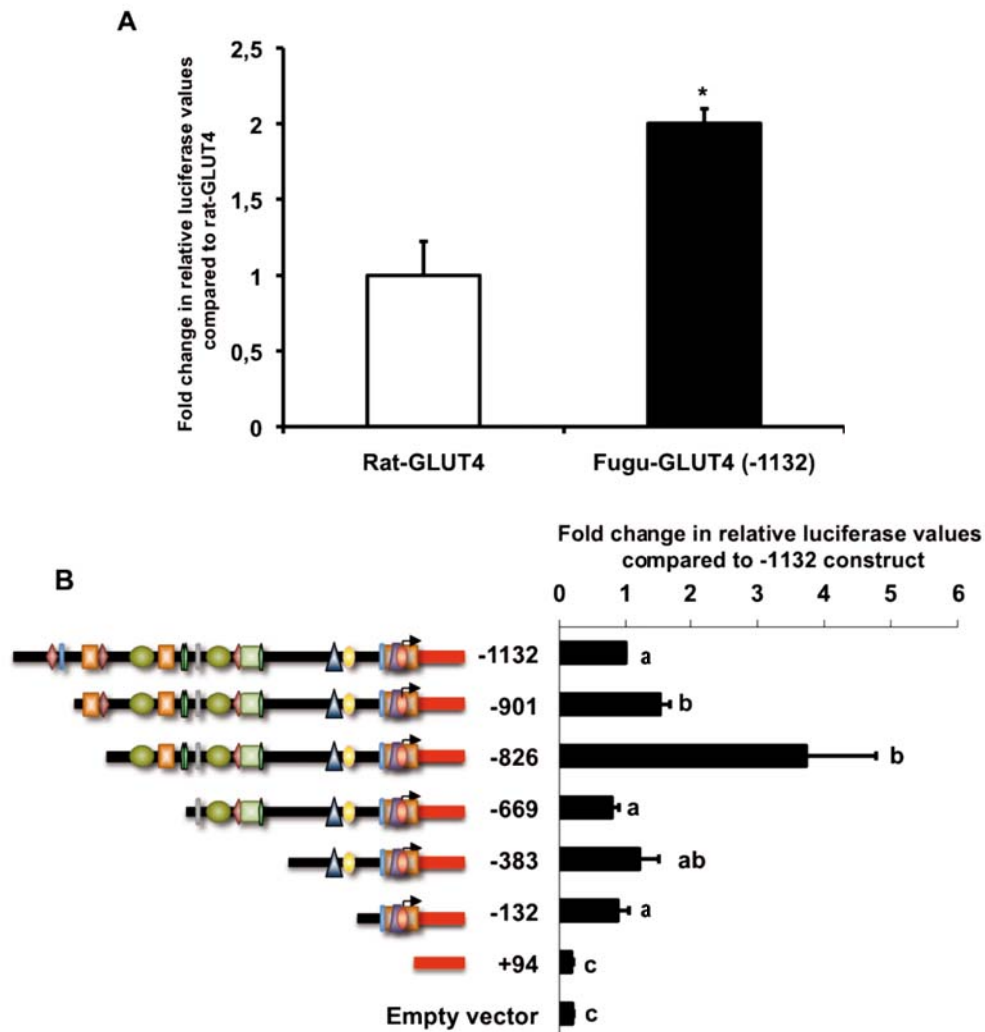 A
Fold change in relative luciferase values
compared to rat-GLUT4
2,5
2
1,5
1
0,5
0
*
Rat-GLUT4
Fugu-GLUT4 (-1132)
B
Fold change in relative luciferase values
compared to -1132 construct
0 1 2 3 4 5 6
-1132 a
-901 b
-826 b
-669 a
-383 ab
-132 a
+94 c
Empty vector c